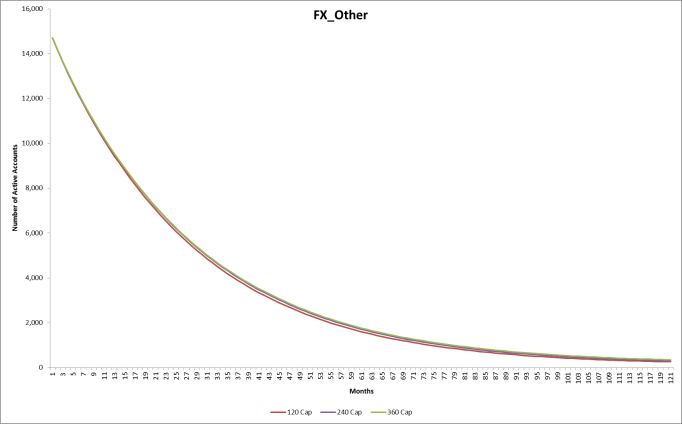 FX_Other
16,000
14,000
12,000
10,000
8,000
6,000
4,000
2,000
0
Number of Active Accounts
1 3 5 7 9 11 13 15 17 19 21 23 25 27 29 31 33 35 37 39 41 43 45 47 49 51 53 55 57 59 61 63 65 67 69 71 73 75 77 79 81 83 85 87 89 91 93 95 97 99 101 103 105 107 109 111 113 115 117 119 121
Months
120 Cap 240 Cap 360 Cap